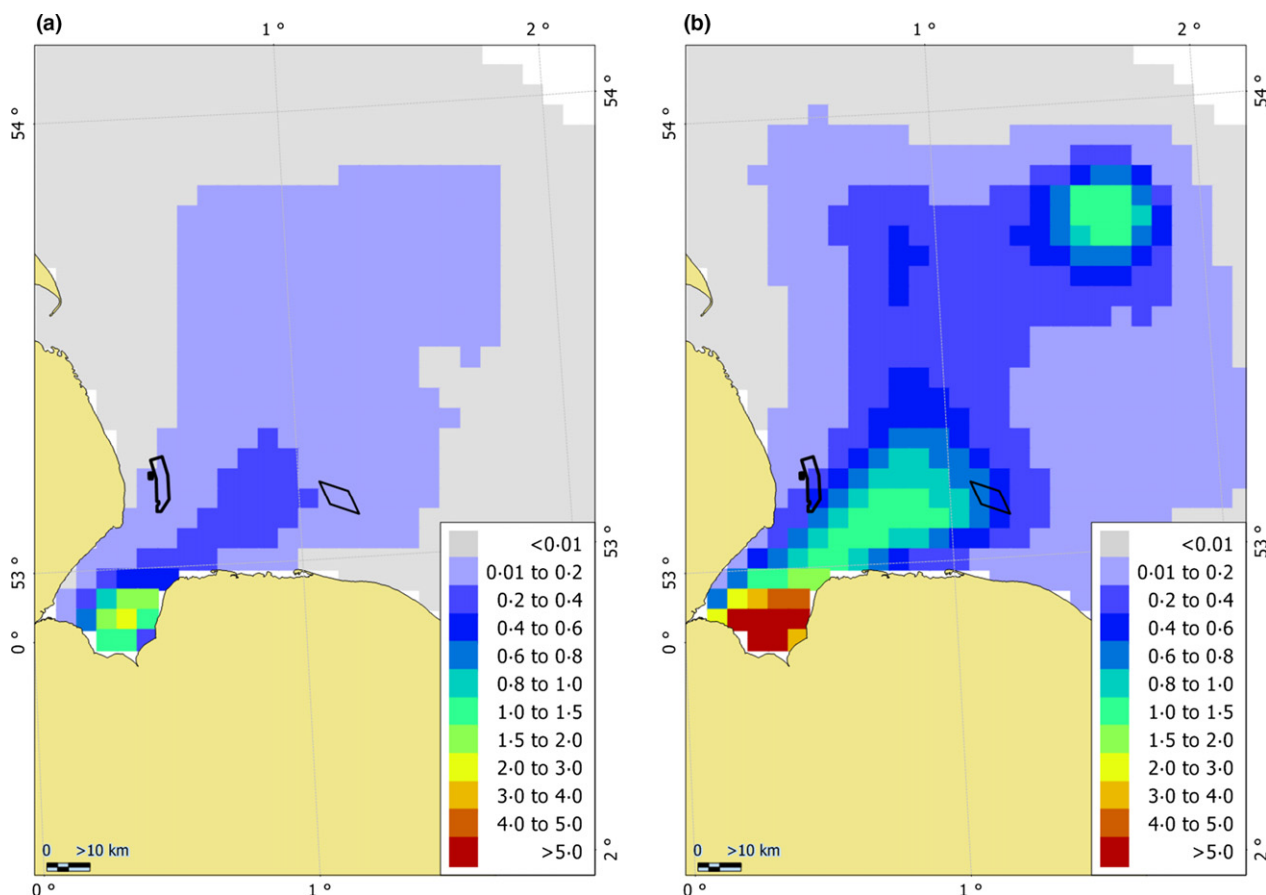 (a)
1 °
2 °
54 °
54 °
53 °
53 °
0 °
2 °
<0·01
0·01 to 0·2
0·2 to 0·4
0·4 to 0·6
0·6 to 0·8
0·8 to 1·0
1·0 to 1·5
1·5 to 2·0
2·0 to 3·0
3·0 to 4·0
4·0 to 5·0
>5·0
0 >10 km
0 °
1 °
(b)
1 °
2 °
54 °
54 °
53 °
53 °
0 °
2 °
<0·01
0·01 to 0·2
0·2 to 0·4
0·4 to 0·6
0·6 to 0·8
0·8 to 1·0
1·0 to 1·5
1·5 to 2·0
2·0 to 3·0
3·0 to 4·0
4·0 to 5·0
>5·0
0 >10 km
0 °
1 °